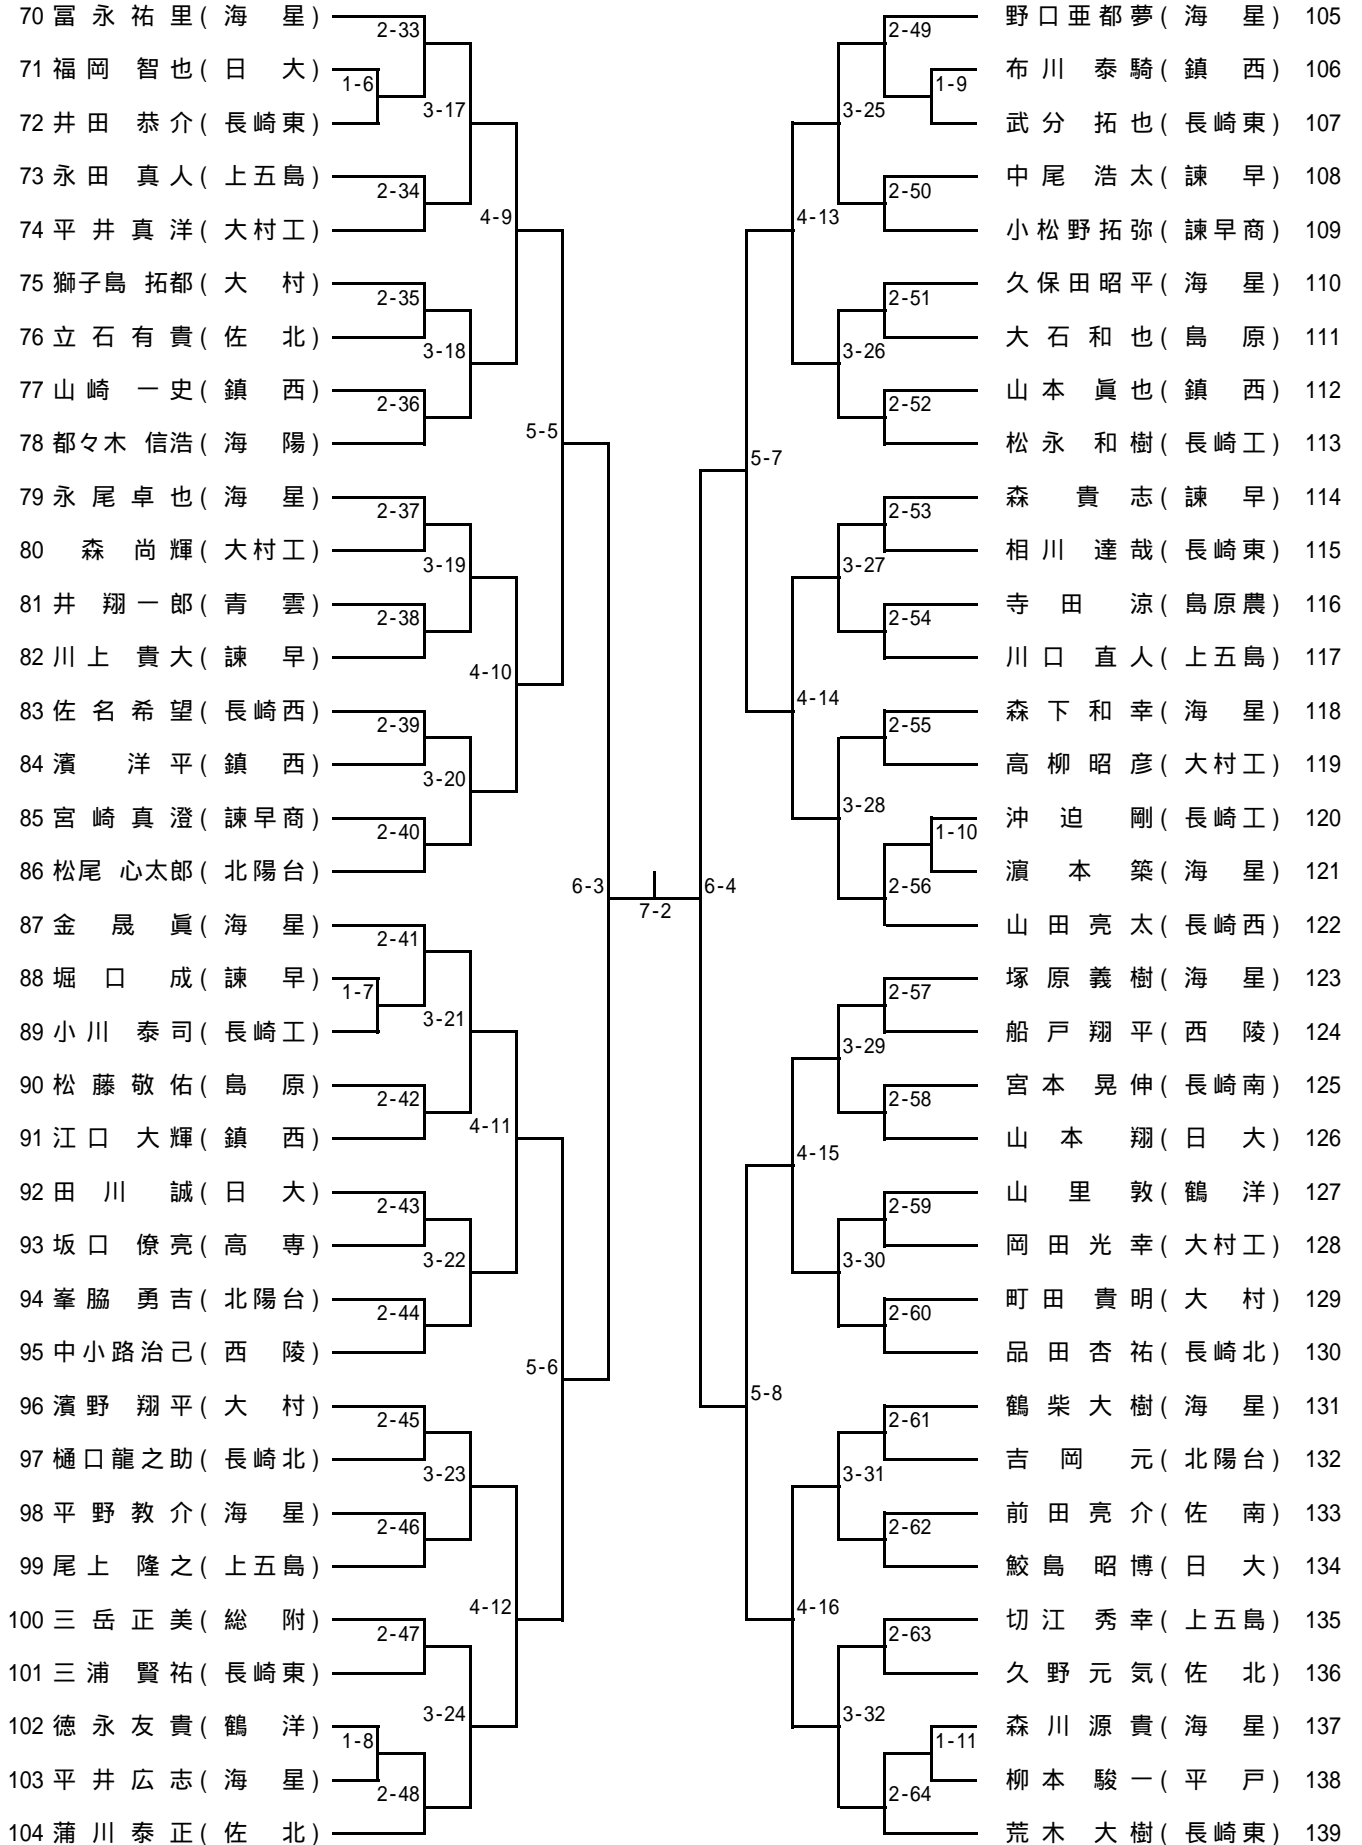 70 冨永祐里(海星)
71 福岡智也(日大)
72 井田恭介(長崎東)
73 永田真人(上五島)
74 平井真洋(大村工)
75 獅子島拓都(大村)
76 立石有貴(佐北)
77 山崎一史(鎮西)
78 都々木信浩(海陽)
79 永尾卓也(海星)
80 森尚輝(大村工)
81 井翔一郎(青雲)
82 川上貴大(諫早)
83 佐名希望(長崎西)
84 濱洋平(鎮西)
85 宮崎真澄(諫早商)
86 松尾心太郎(北陽台)
87 金晟眞(海星)
88 堀口成(諫早)
89 小川泰司(長崎工)
90 松藤敬佑(島原)
91 江口大輝(鎮西)
92 田川誠(日大)
93 坂口僚亮(高専)
94 峯脇勇吉(北陽台)
95 中小路治己(西陵)
96 濱野翔平(大村)
97 樋口龍之助(長崎北)
98 平野教介(海星)
99 尾上隆之(上五島)
100 三岳正美(総附)
101 三浦賢祐(長崎東)
102 徳永友貴(鶴洋)
103 平井広志(海星)
104 蒲川泰正(佐北)
1-6
1-7
1-8
2-33
2-34
2-35
2-36
2-37
2-38
2-39
2-40
2-41
2-42
2-43
2-44
2-45
2-46
2-47
2-48
3-17
3-18
3-19
3-20
3-21
3-22
3-23
3-24
4-9
4-10
4-11
4-12
5-5
5-6
6-3
7-2
6-4
5-7
5-8
4-13
4-14
4-15
4-16
3-25
3-26
3-27
3-28
3-29
3-30
3-31
3-32
2-49
2-50
2-51
2-52
2-53
2-54
2-55
2-56
2-57
2-58
2-59
2-60
2-61
2-62
2-63
2-64
1-9
1-10
1-11
野口亜都夢(海星) 105
布川泰騎(鎮西) 106
武分拓也(長崎東) 107
中尾浩太(諫早) 108
小松野拓弥(諫早商) 109
久保田昭平(海星) 110
大石和也(島原) 111
山本眞也(鎮西) 112
松永和樹(長崎工) 113
森貴志(諫早) 114
相川達哉(長崎東) 115
寺田涼(島原農) 116
川口直人(上五島) 117
森下和幸(海星) 118
高柳昭彦(大村工) 119
沖迫剛(長崎工) 120
濵本築(海星) 121
山田亮太(長崎西) 122
塚原義樹(海星) 123
船戸翔平(西陵) 124
宮本晃伸(長崎南) 125
山本翔(日大) 126
山里敦(鶴洋) 127
岡田光幸(大村工) 128
町田貴明(大村) 129
品田杏祐(長崎北) 130
鶴柴大樹(海星) 131
吉岡元(北陽台) 132
前田亮介(佐南) 133
鮫島昭博(日大) 134
切江秀幸(上五島) 135
久野元気(佐北) 136
森川源貴(海星) 137
柳本駿一(平戸) 138
荒木大樹(長崎東) 139